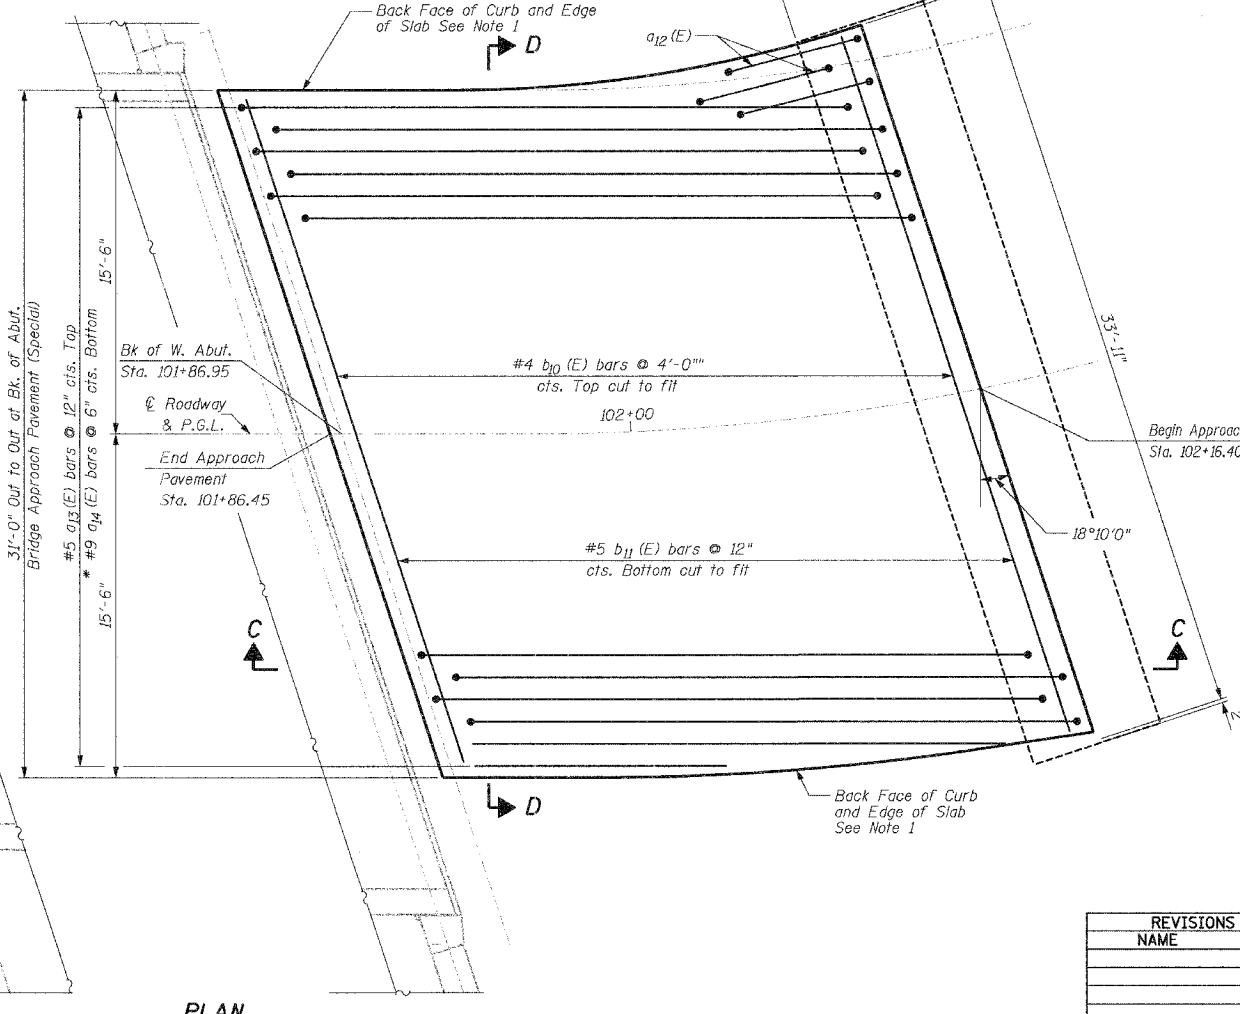 Back Face of Curb and Edge
of Slab See Note 1
D
a12(E)
31'-0" Out to Out at Bk. of Abut.
Bridge Approach Pavement (Special)
#5 a13(E) bars @ 12" cts. Top
* #9 a14(E) bars @ 6" cts. Bottom
15'-6"
15'-6"
33'-11"
Bk of W. Abut.
Sta. 101+86.95
℄ Roadway
& P.G.L.
End Approach
Pavement
Sta. 101+86.45
#4 b10 (E) bars @ 4'-0""
cts. Top cut to fit
102+00
Begin Approac
Sta. 102+16.40
18°10'0"
#5 b11 (E) bars @ 12"
cts. Bottom cut to fit
C
C
D
Back Face of Curb
and Edge of Slab
See Note 1
REVISIONS
NAME
PLAN